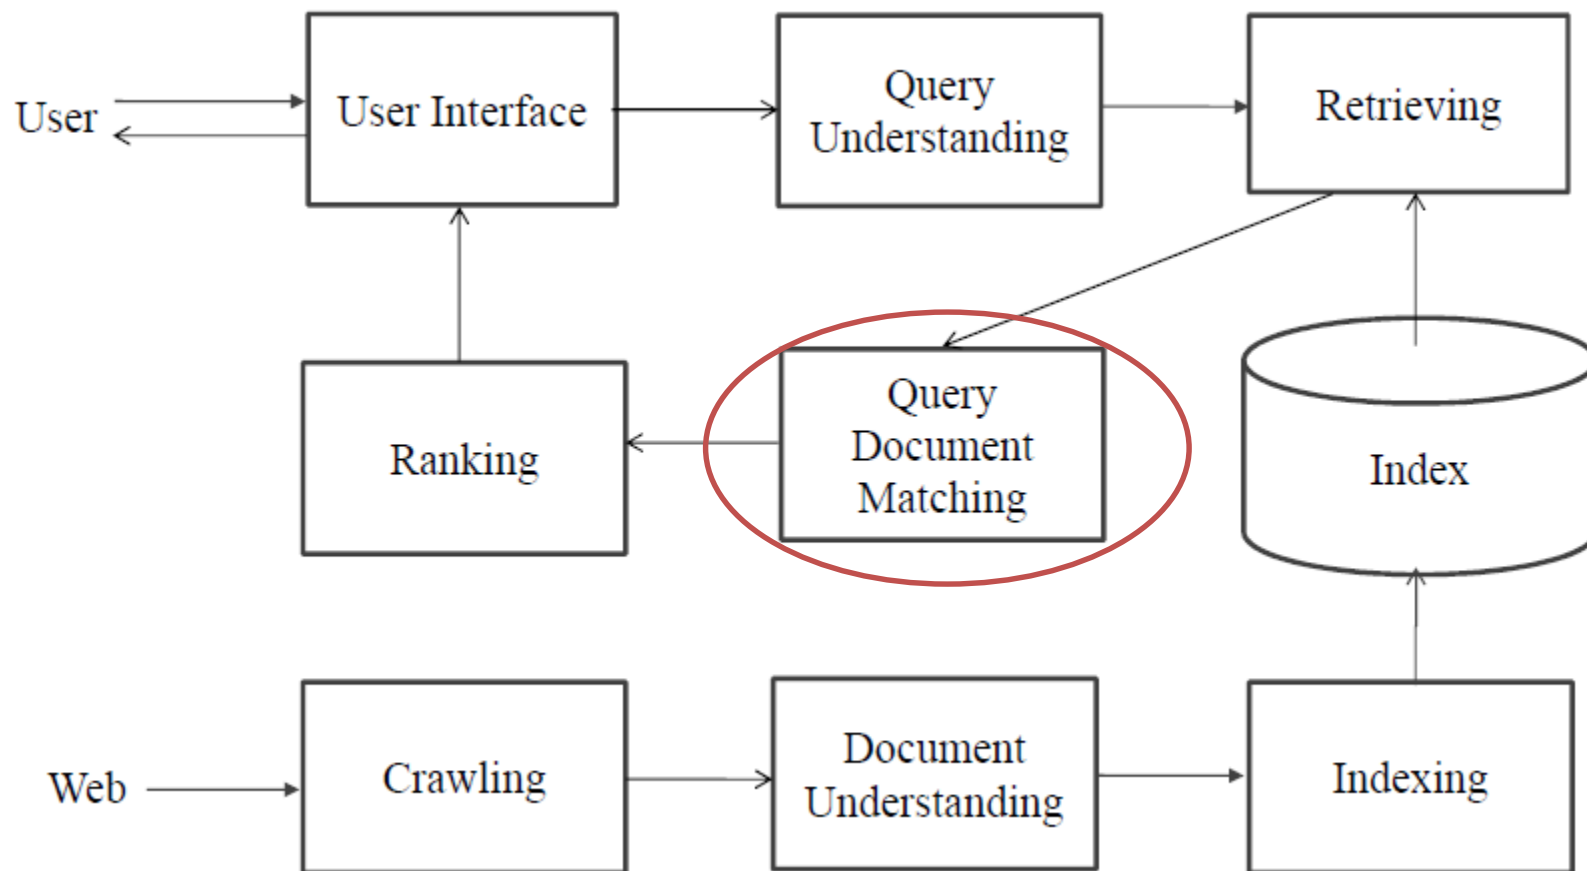 User
User Interface
Query
Understanding
Retrieving
Ranking
Query
Document
Matching
Index
Web
Crawling
Document
Understanding
Indexing